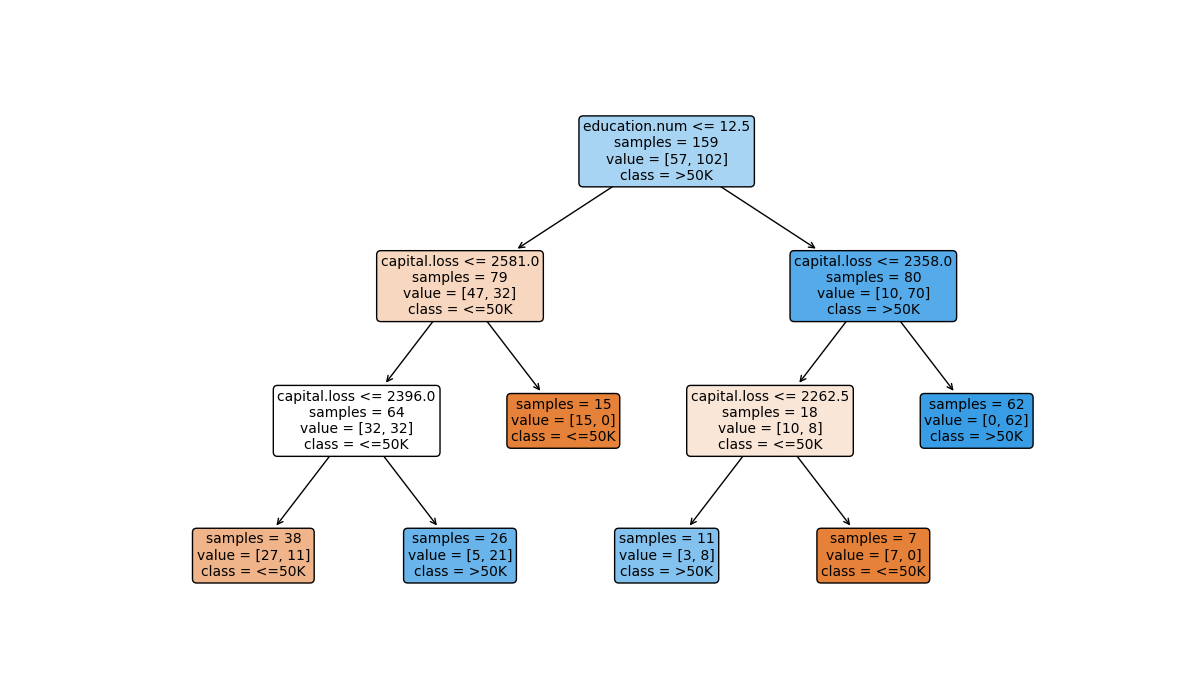 education.num <= 12.5
samples = 159
value = [57, 102]
class = >50K
capital.loss <= 2581.0
samples = 79
value = [47, 32]
class = <=50K
capital.loss <= 2358.0
samples = 80
value = [10, 70]
class = >50K
capital.loss <= 2396.0
samples = 64
value = [32, 32]
class = <=50K
samples = 15
value = [15, 0]
class = <=50K
capital.loss <= 2262.5
samples = 18
value = [10, 8]
class = <=50K
samples = 62
value = [0, 62]
class = >50K
samples = 38
value = [27, 11]
class = <=50K
samples = 26
value = [5, 21]
class = >50K
samples = 11
value = [3, 8]
class = >50K
samples = 7
value = [7, 0]
class = <=50K